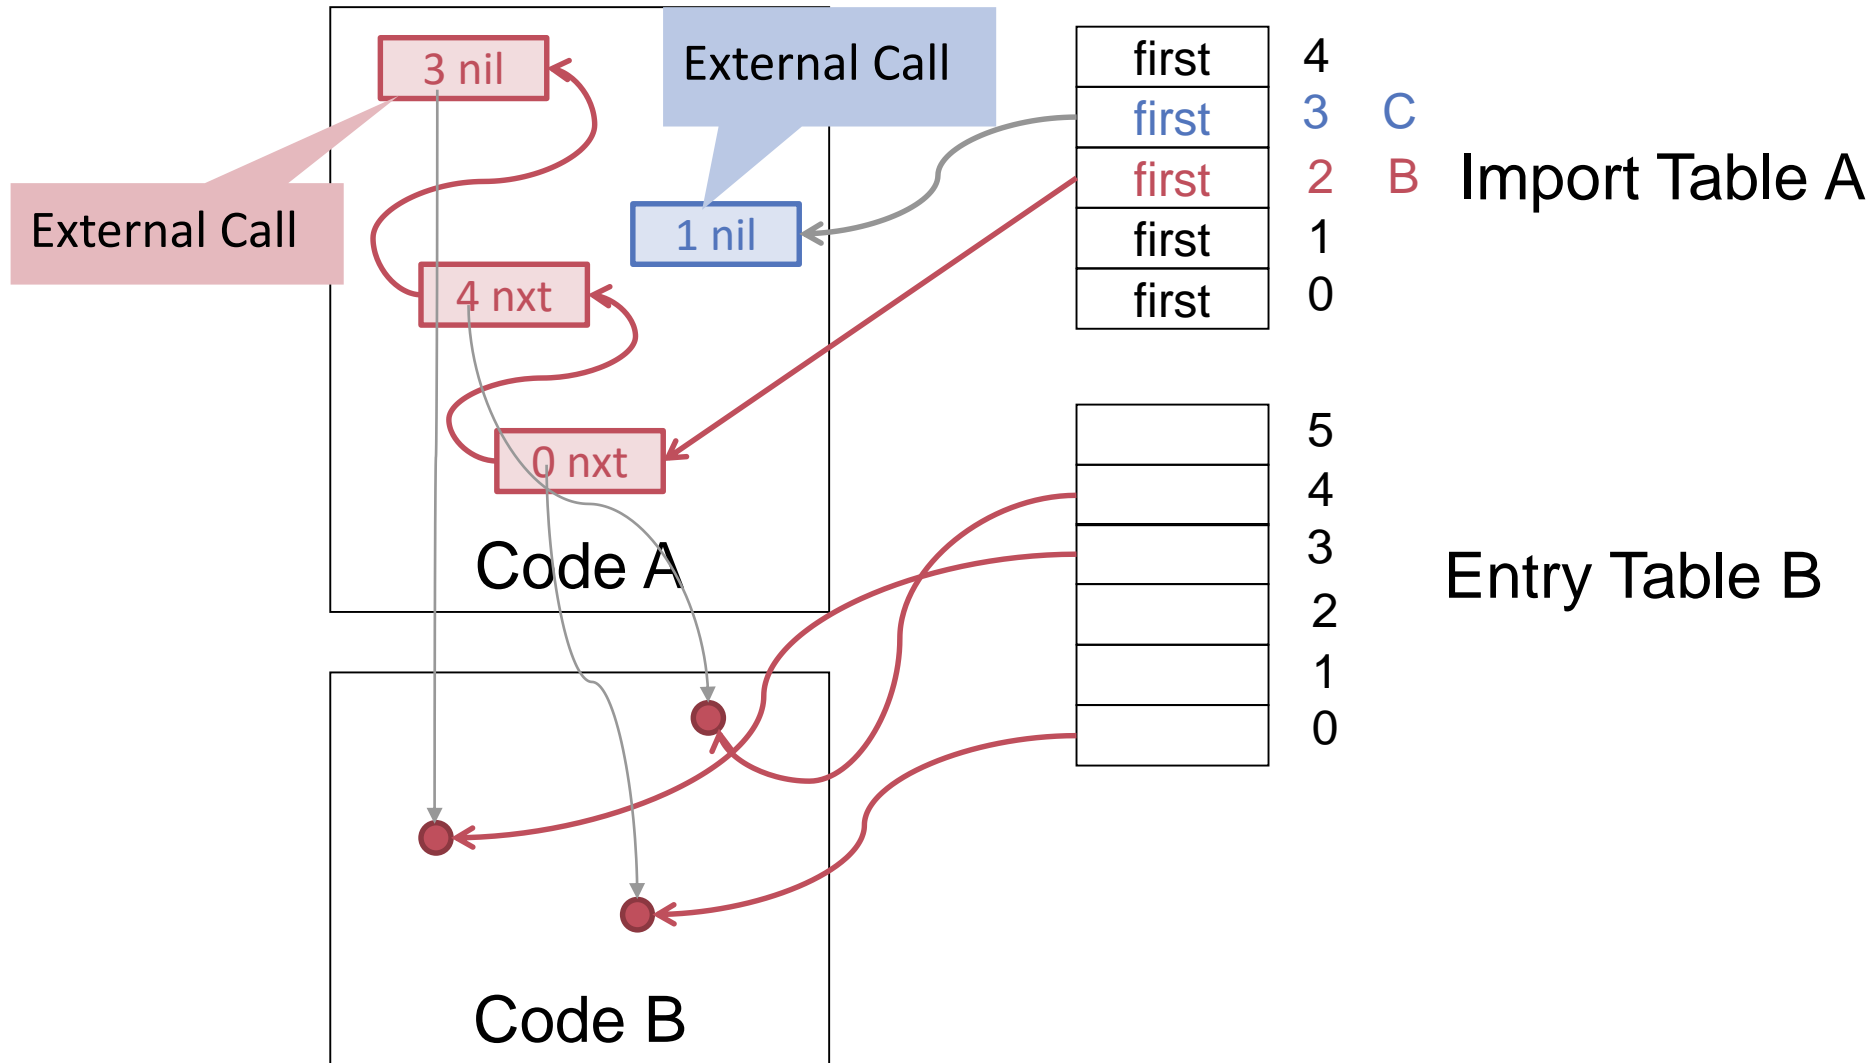 3 nil
External Call
External Call
1 nil
4 nxt
0 nxt
Code A
Code B
first 4
first 3 C
first 2 B
first 1
first 0
Import Table A
5
4
3
2
1
0
Entry Table B